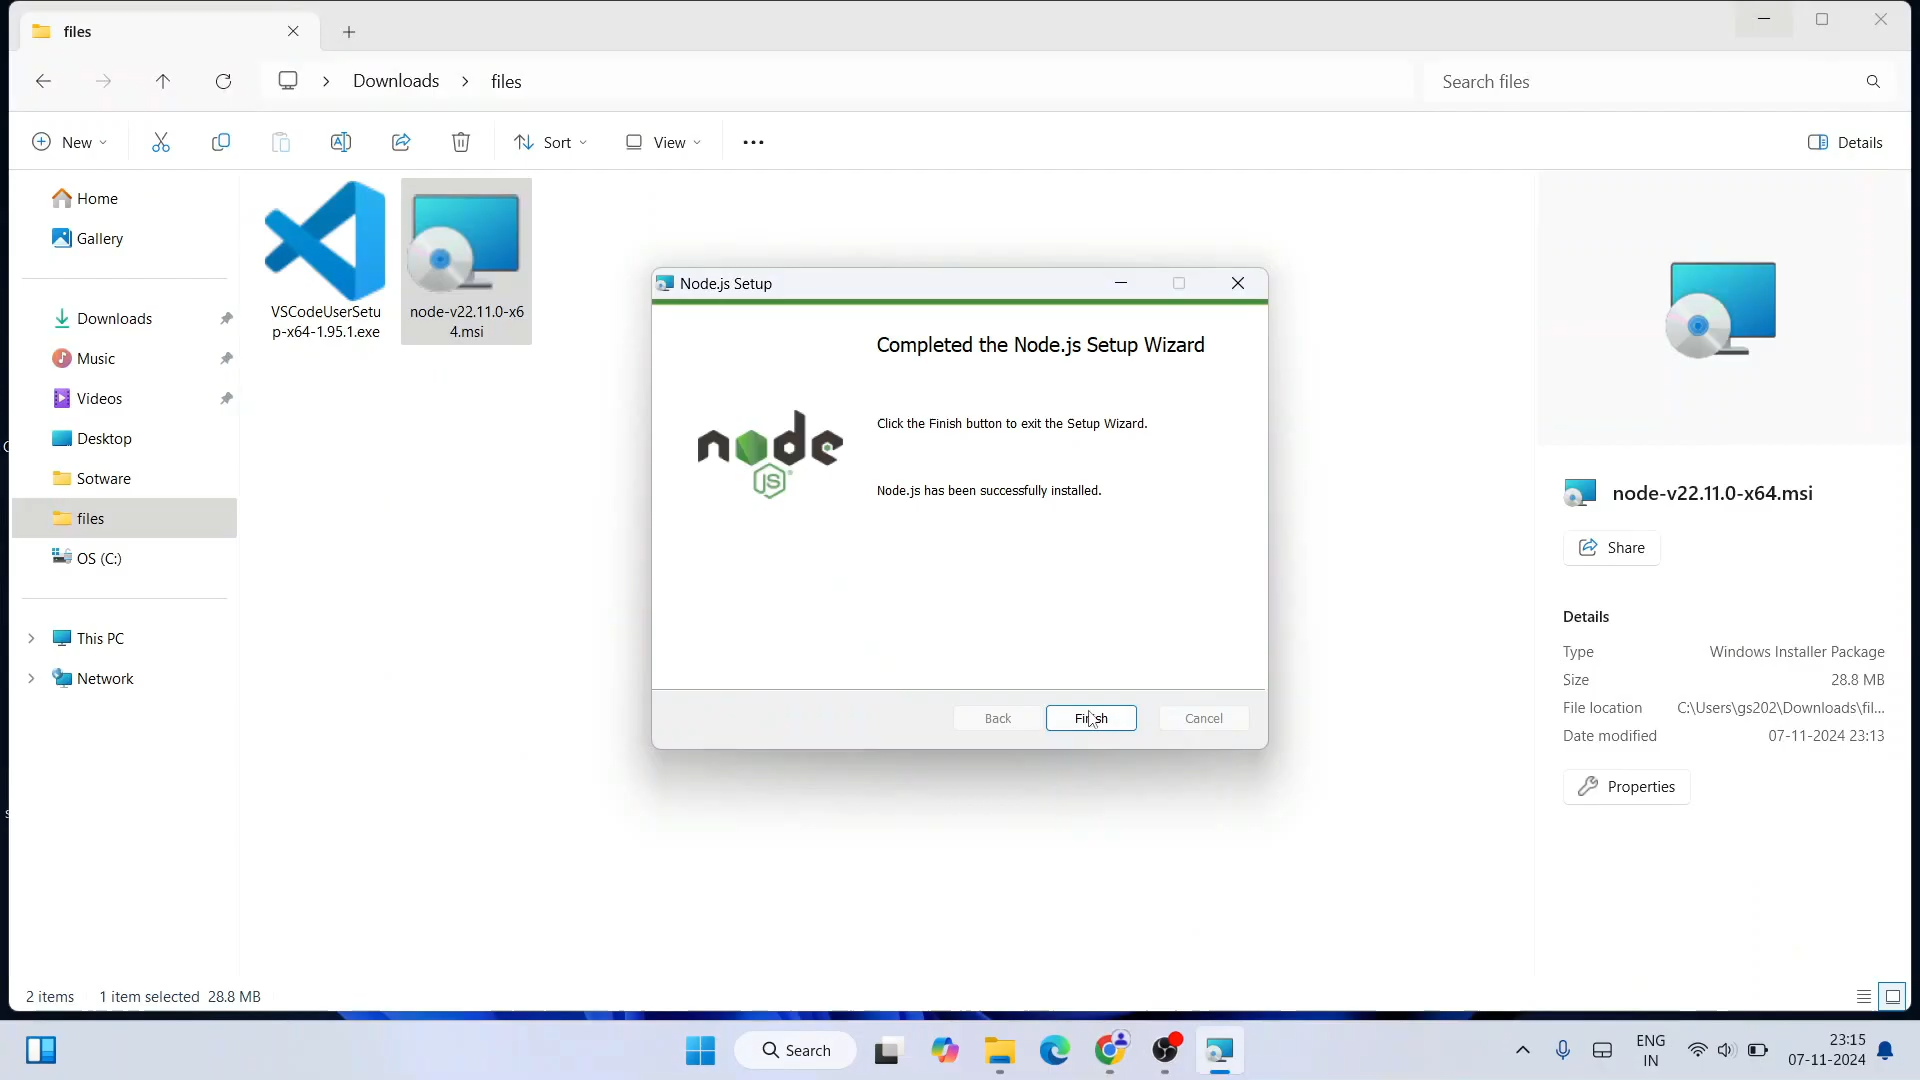 files
Downloads
files
Search files
New
Sort
View
Details
Home
Gallery
Downloads
Music
Videos
Desktop
Sotware
files
OS (C:)
This PC
Network
VSCodeUserSetu
p-x64-1.95.1.exe
node-v22.11.0-x6
4.msi
Node.js Setup
Completed the Node.js Setup Wizard
node
JS
Click the Finish button to exit the Setup Wizard.
Node.js has been successfully installed.
Back
Finish
Cancel
node-v22.11.0-x64.msi
Share
Details
Type Windows Installer Package
Size 28.8 MB
File location C:\Users\gs202\Downloads\fil...
Date modified 07-11-2024 23:13
Properties
2 items 1 item selected 28.8 MB
Search
ENG
IN
23:15
07-11-2024